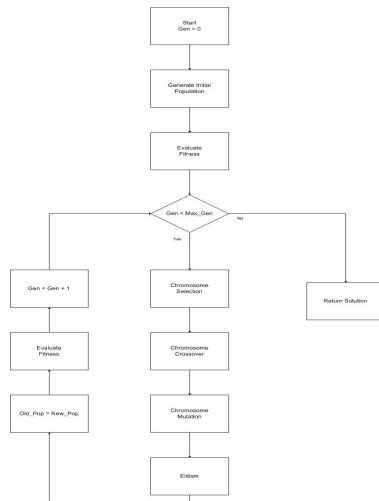 Start
Gen = 0
Generate Initial
Population
Evaluate
Fitness
Gen < Max_Gen
No
Yes
Gen = Gen + 1
Chromosome
Selection
Return Solution
Evaluate
Fitness
Chromosome
Crossover
Old_Pop = New_Pop
Chromosome
Mutation
Elitism